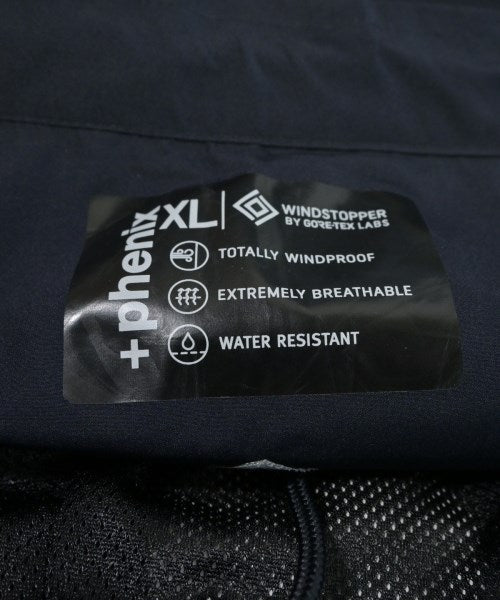 +phenix
XL
WINDSTOPPER
BY GORE-TEX LABS
TOTALLY WINDPROOF
EXTREMELY BREATHABLE
WATER RESISTANT